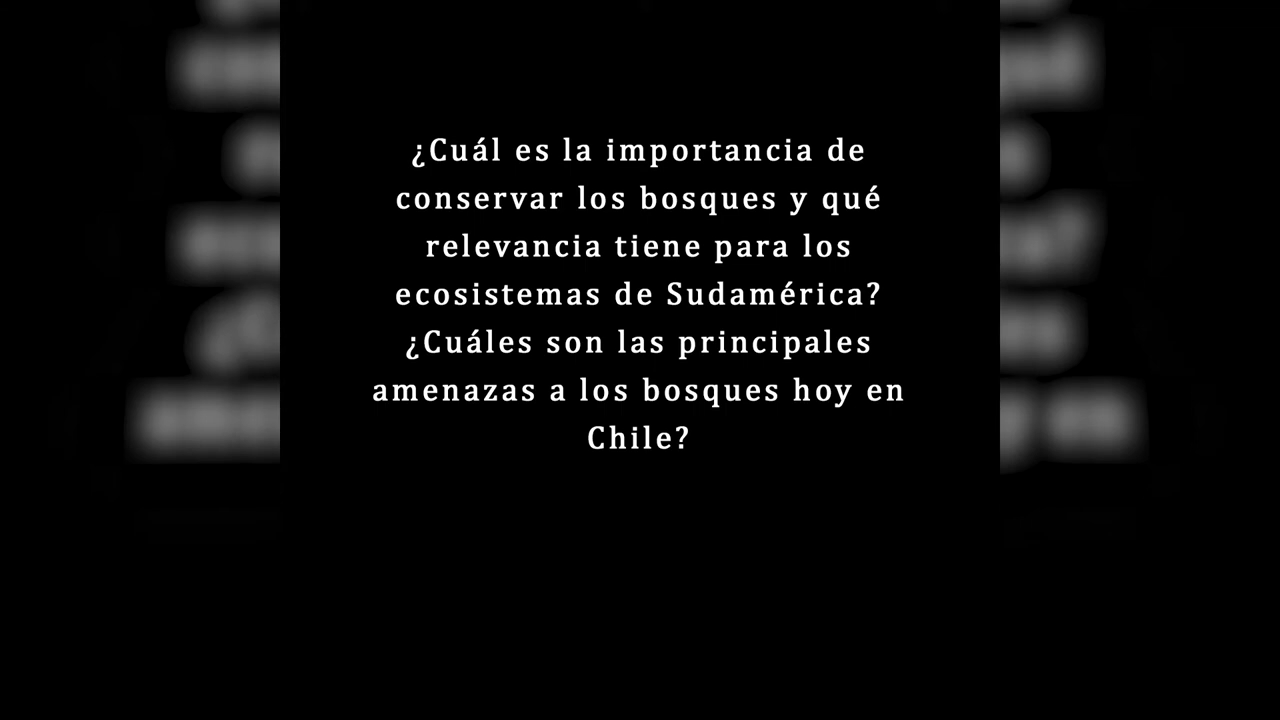 ¿Cuál es la importancia de
conservar los bosques y qué
relevancia tiene para los
ecosistemas de Sudamérica?
¿Cuáles son las principales
amenazas a los bosques hoy en
Chile?